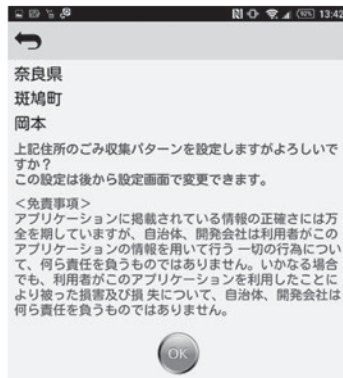 92% 13:42
奈良県
斑鳩町
岡本
上記住所のごみ収集パターンを設定しますがよろしいで
すか？
この設定は後から設定画面で変更できます。
＜免責事項＞
アプリケーションに掲載されている情報の正確さには万
全を期していますが、自治体、開発会社は利用者がこの
アプリケーションの情報を用いて行う 一切の行為につい
て、何ら責任を負うものではありません。いかなる場合
でも、利用者がこのアプリケーションを利用したことに
より被った損害及び損 失について、自治体、開発会社は
何ら責任を負うものではありません。
OK